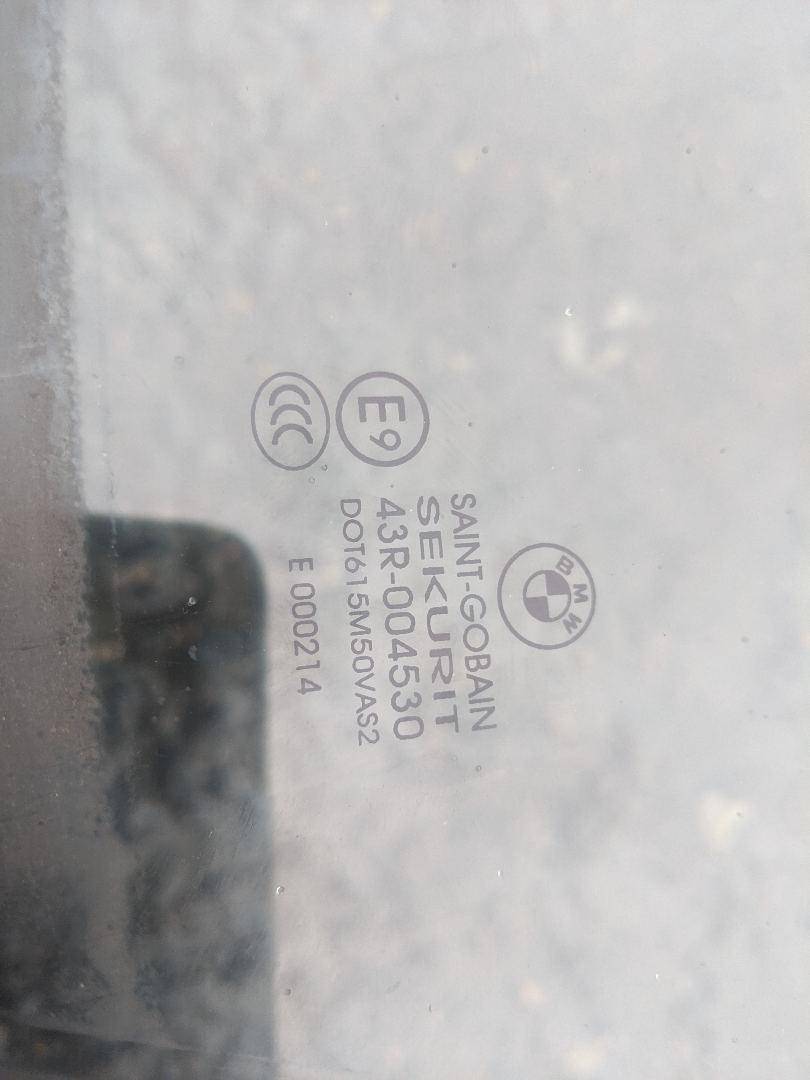 BMW
SAINT-GOBAIN
SEKURIT
E9 43R-004530
DOT615M50VAS2
CCC E 000214